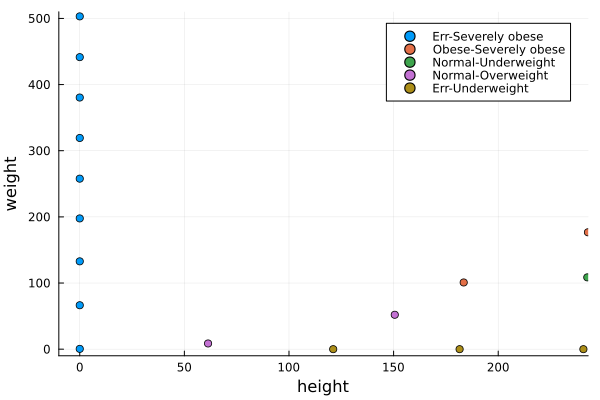 500
400
300
200
100
0
weight
0
50
100
150
200
height
Err-Severely obese
Obese-Severely obese
Normal-Underweight
Normal-Overweight
Err-Underweight